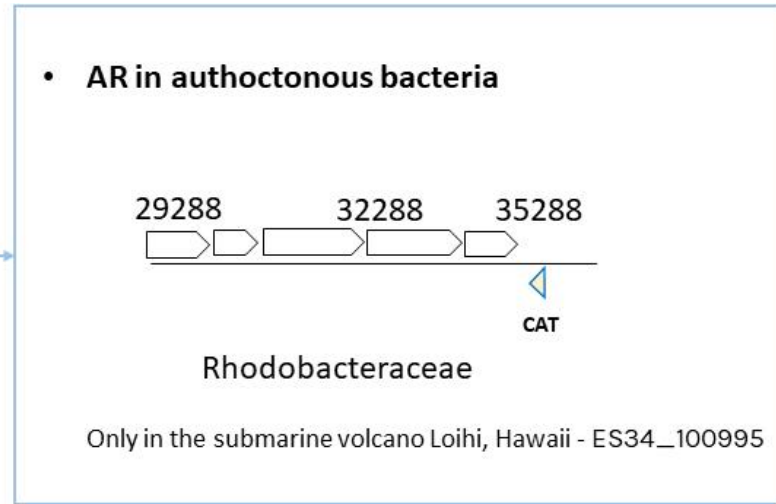 • AR in authoctonous bacteria
29288 32288 35288
CAT
Rhodobacteraceae
Only in the submarine volcano Loihi, Hawaii - ES34_100995